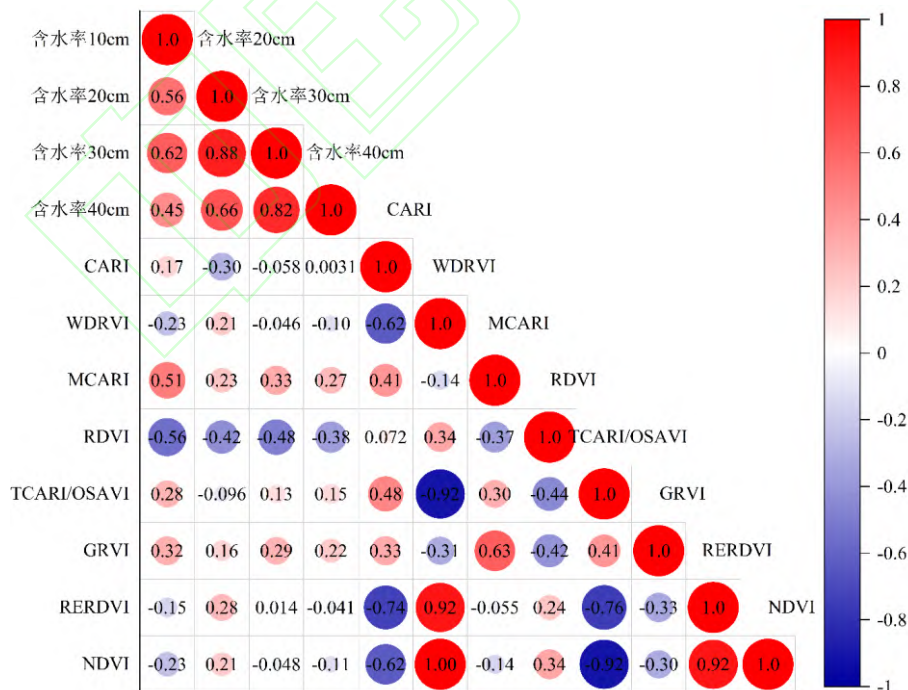 含水率10cm 1.0 含水率20cm 1
含水率20cm 0.56 1.0 含水率30cm 0.8
含水率30cm 0.62 0.88 1.0 含水率40cm 0.6
含水率40cm 0.45 0.66 0.82 1.0 CARI 0.4
CARI 0.17 -0.30 -0.058 0.0031 1.0 WDRVI 0.2
WDRVI -0.23 0.21 -0.046 -0.10 -0.62 1.0 MCARI 0
MCARI 0.51 0.23 0.33 0.27 0.41 -0.14 1.0 RDVI
RDVI -0.56 -0.42 -0.48 -0.38 0.072 0.34 -0.37 1.0 TCARI/OSAVI -0.2
TCARI/OSAVI 0.28 -0.096 0.13 0.15 0.48 -0.92 0.30 -0.44 1.0 GRVI -0.4
GRVI 0.32 0.16 0.29 0.22 0.33 -0.31 0.63 -0.42 0.41 1.0 RERDVI -0.6
RERDVI -0.15 0.28 0.014 -0.041 -0.74 0.92 -0.055 0.24 -0.76 -0.33 1.0 NDVI -0.8
NDVI -0.23 0.21 -0.048 -0.11 -0.62 1.00 -0.14 0.34 -0.92 -0.30 0.92 1.0 -1